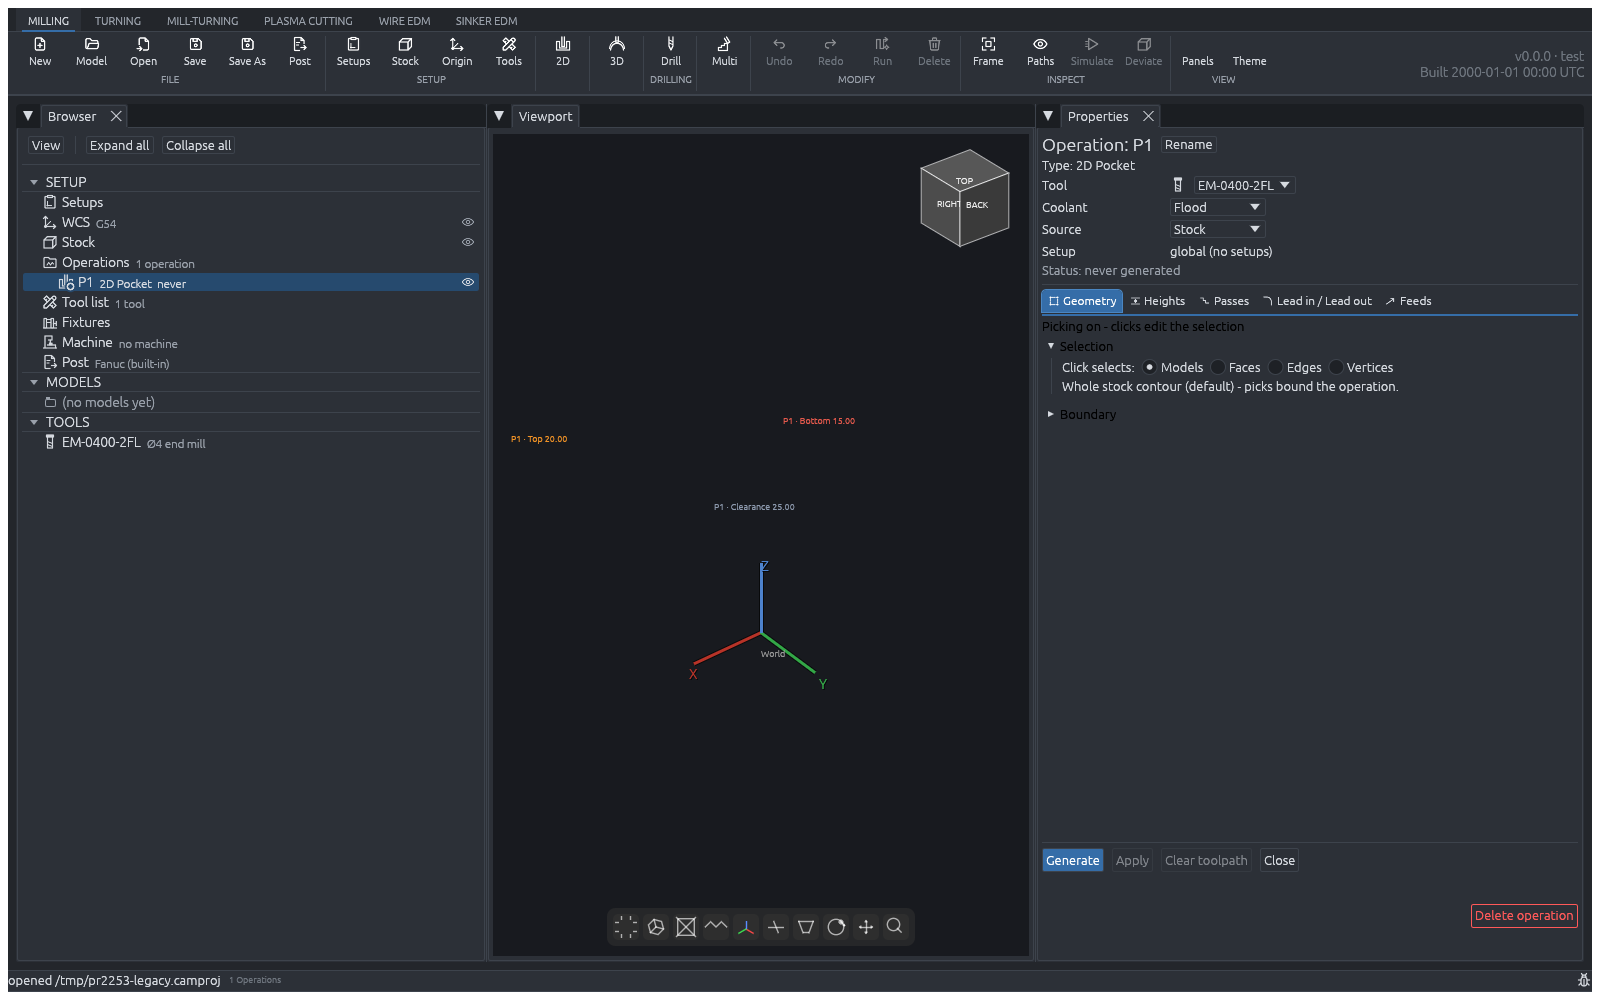 MILLING TURNING MILL-TURNING PLASMA CUTTING WIRE EDM SINKER EDM
New Model Open Save Save As Post Setups Stock Origin Tools 2D 3D Drill Multi Undo Redo Run Delete Frame Paths Simulate Deviate Panels Theme
FILE SETUP DRILLING MODIFY INSPECT VIEW
v0.0.0 · test
Built 2000-01-01 00:00 UTC
Browser
View Expand all Collapse all
SETUP
Setups
WCS G54
Stock
Operations 1 operation
P1 2D Pocket never
Tool list 1 tool
Fixtures
Machine no machine
Post Fanuc (built-in)
MODELS
(no models yet)
TOOLS
EM-0400-2FL Ø4 end mill
Viewport
TOP
RIGHT BACK
P1 · Bottom 15.00
P1 · Top 20.00
P1 · Clearance 25.00
Z
World
X
Y
Properties
Operation: P1 Rename
Type: 2D Pocket
Tool EM-0400-2FL
Coolant Flood
Source Stock
Setup global (no setups)
Status: never generated
Geometry Heights Passes Lead in / Lead out Feeds
Picking on - clicks edit the selection
Selection
Click selects: Models Faces Edges Vertices
Whole stock contour (default) - picks bound the operation.
Boundary
Generate Apply Clear toolpath Close
Delete operation
opened /tmp/pr2253-legacy.camproj 1 Operations